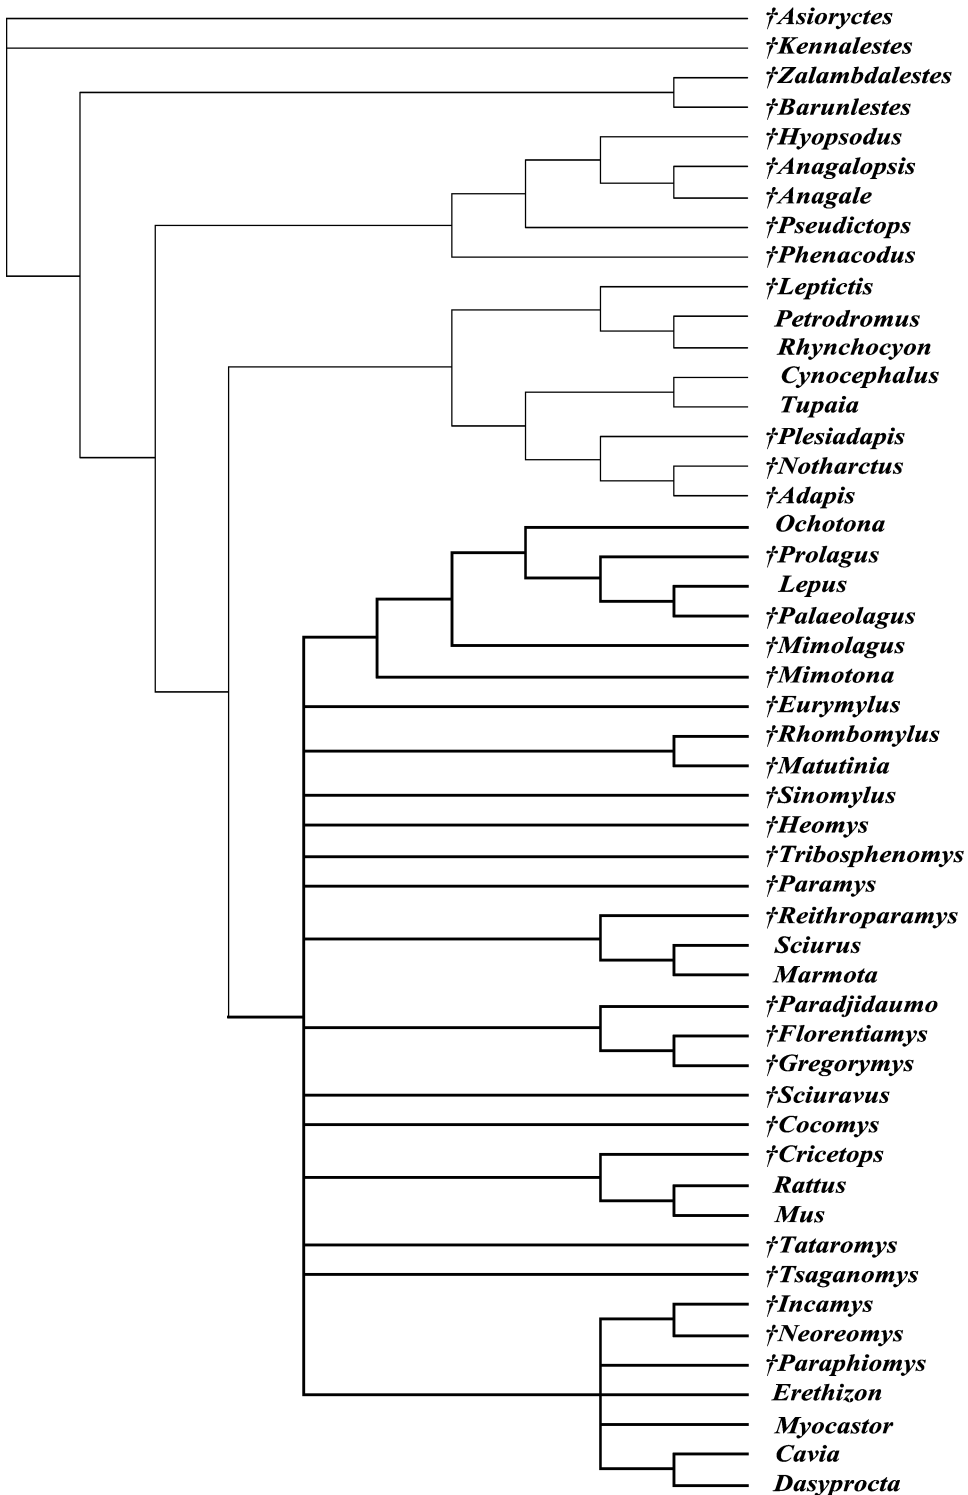 †Asioryctes
†Kennalestes
†Zalambdalestes
†Barunlestes
†Hyopsodus
†Anagalopsis
†Anagale
†Pseudictops
†Phenacodus
†Leptictis
Petrodromus
Rhynchocyon
Cynocephalus
Tupaia
†Plesiadapis
†Notharctus
†Adapis
Ochotona
†Prolagus
Lepus
†Palaeolagus
†Mimolagus
†Mimotona
†Eurymylus
†Rhombomylus
†Matutinia
†Sinomylus
†Heomys
†Tribosphenomys
†Paramys
†Reithroparamys
Sciurus
Marmota
†Paradjidaumo
†Florentiamys
†Gregorymys
†Sciuravus
†Cocomys
†Cricetops
Rattus
Mus
†Tataromys
†Tsaganomys
†Incamys
†Neoreomys
†Paraphiomys
Erethizon
Myocastor
Cavia
Dasyprocta